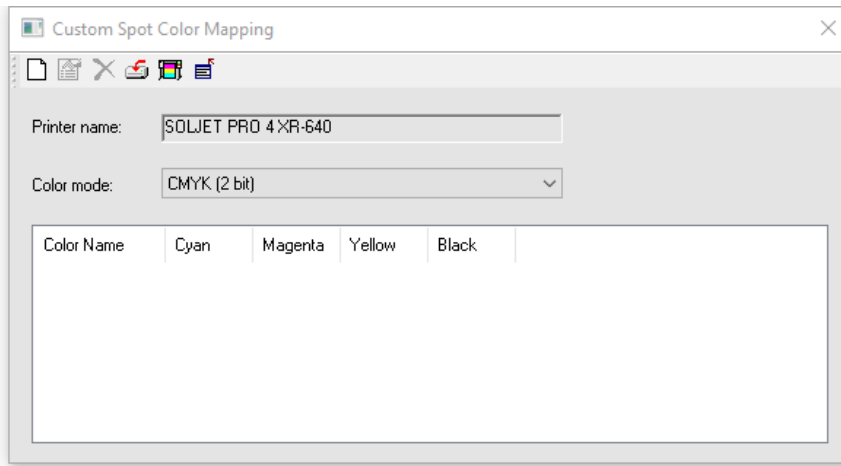 Custom Spot Color Mapping
Printer name: SOLJET PRO 4 XR-640
Color mode: CMYK (2 bit)
Color Name Cyan Magenta Yellow Black